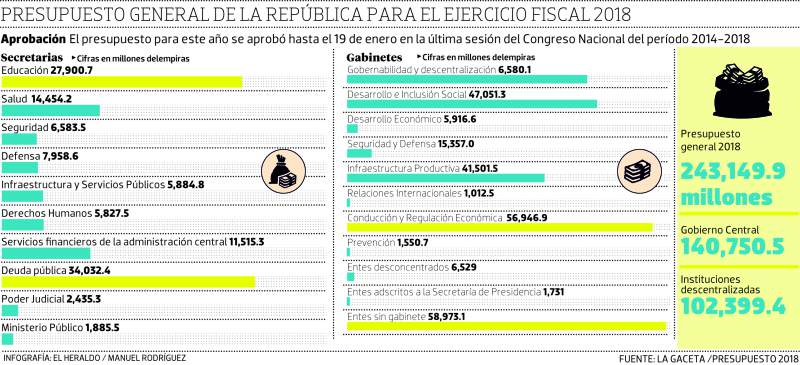 PRESUPUESTO GENERAL DE LA REPÚBLICA PARA EL EJERCICIO FISCAL 2018
Aprobación El presupuesto para este año se aprobó hasta el 19 de enero en la última sesión del Congreso Nacional del período 2014-2018
Secretarias ▸Cifras en millones delempiras
Educación 27,900.7
Salud 14,454.2
Seguridad 6,583.5
Defensa 7,958.6
Infraestructura y Servicios Públicos 5,884.8
Derechos Humanos 5,827.5
Servicios financieros de la administración central 11,515.3
Deuda pública 34,032.4
Poder Judicial 2,435.3
Ministerio Público 1,885.5
Gabinetes ▸Cifras en millones delempiras
Gobernabilidad y descentralización 6,580.1
Desarrollo e Inclusión Social 47,051.3
Desarrollo Económico 5,916.6
Seguridad y Defensa 15,357.0
Infraestructura Productiva 41,501.5
Relaciones Internacionales 1,012.5
Conducción y Regulación Económica 56,946.9
Prevención 1,550.7
Entes desconcentrados 6,529
Entes adscritos a la Secretaría de Presidencia 1,731
Entes sin gabinete 58,973.1
Presupuesto
general 2018
243,149.9
millones
Gobierno Central
140,750.5
Instituciones
descentralizadas
102,399.4
INFOGRAFÍA: EL HERALDO / MANUEL RODRÍGUEZ
FUENTE: LA GACETA /PRESUPUESTO 2018